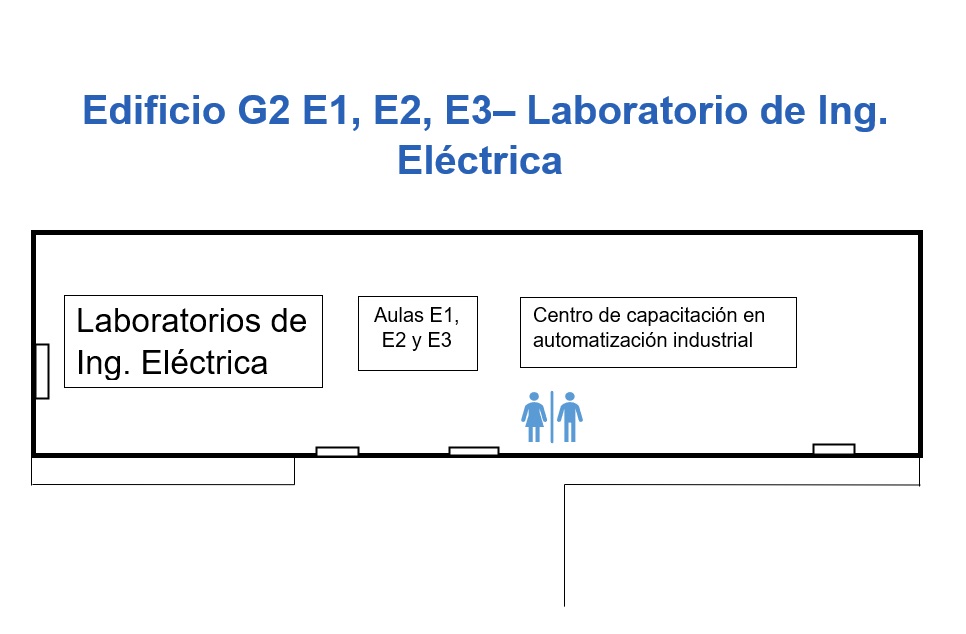 Edificio G2 E1, E2, E3– Laboratorio de Ing.
Eléctrica
Laboratorios de
Ing. Eléctrica
Aulas E1,
E2 y E3
Centro de capacitación en
automatización industrial